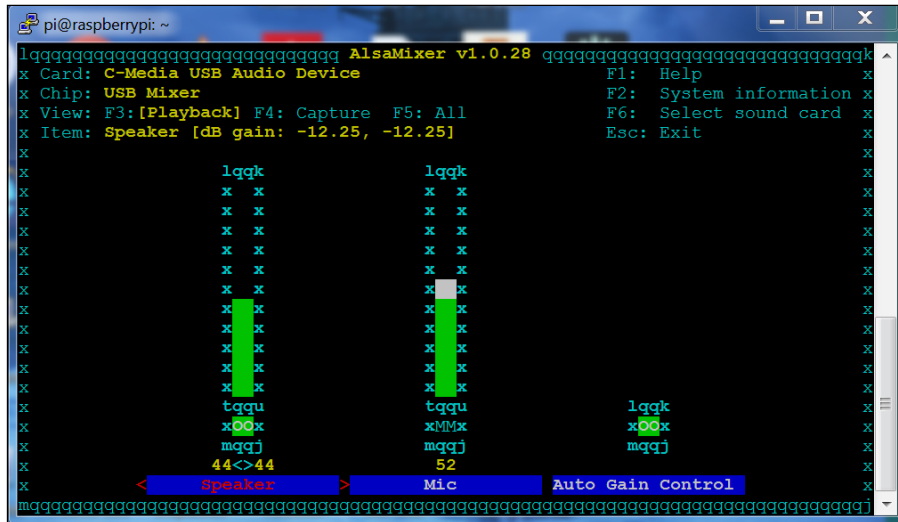 pi@raspberrypi: ~
lqqqqqqqqqqqqqqqqqqqqqqqqqqqqq AlsaMixer v1.0.28 qqqqqqqqqqqqqqqqqqqqqqqqqqqqqk
x Card: C-Media USB Audio Device F1: Help x
x Chip: USB Mixer F2: System information x
x View: F3:[Playback] F4: Capture F5: All F6: Select sound card x
x Item: Speaker [dB gain: -12.25, -12.25] Esc: Exit x
x x
x lqqk lqqk x
x x x x x x
x x x x x x
x x x x x x
x x x x x x
x x x x x x
x x x x x x
x x x x x x
x x x x x x
x x x x x x
x x x x x x
x x x x x x
x tqqu tqqu x
x lqqk x
x xOOx xMMx xOOx x
x mqqj mqqj mqqj x
x 44<>44 52 x
x < Speaker > Mic Auto Gain Control x
mqqqqqqqqqqqqqqqqqqqqqqqqqqqqqqqqqqqqqqqqqqqqqqqqqqqqqqqqqqqqqqqqqqqqqqqqqqqqqj